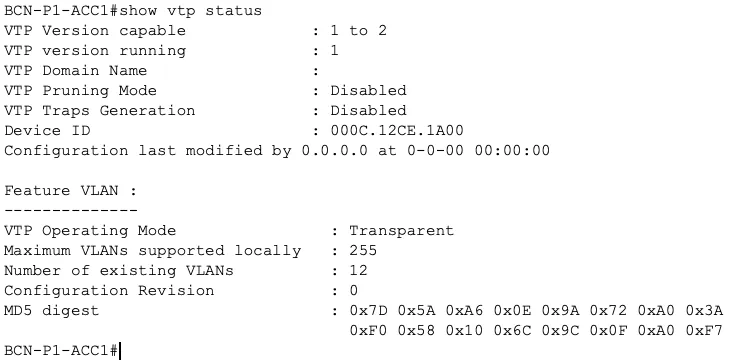 BCN-P1-ACC1#show vtp status
VTP Version capable : 1 to 2
VTP version running : 1
VTP Domain Name :
VTP Pruning Mode : Disabled
VTP Traps Generation : Disabled
Device ID : 000C.12CE.1A00
Configuration last modified by 0.0.0.0 at 0-0-00 00:00:00
Feature VLAN :
--------------
VTP Operating Mode : Transparent
Maximum VLANs supported locally : 255
Number of existing VLANs : 12
Configuration Revision : 0
MD5 digest : 0x7D 0x5A 0xA6 0x0E 0x9A 0x72 0xA0 0x3A
0xF0 0x58 0x10 0x6C 0x9C 0x0F 0xA0 0xF7
BCN-P1-ACC1#